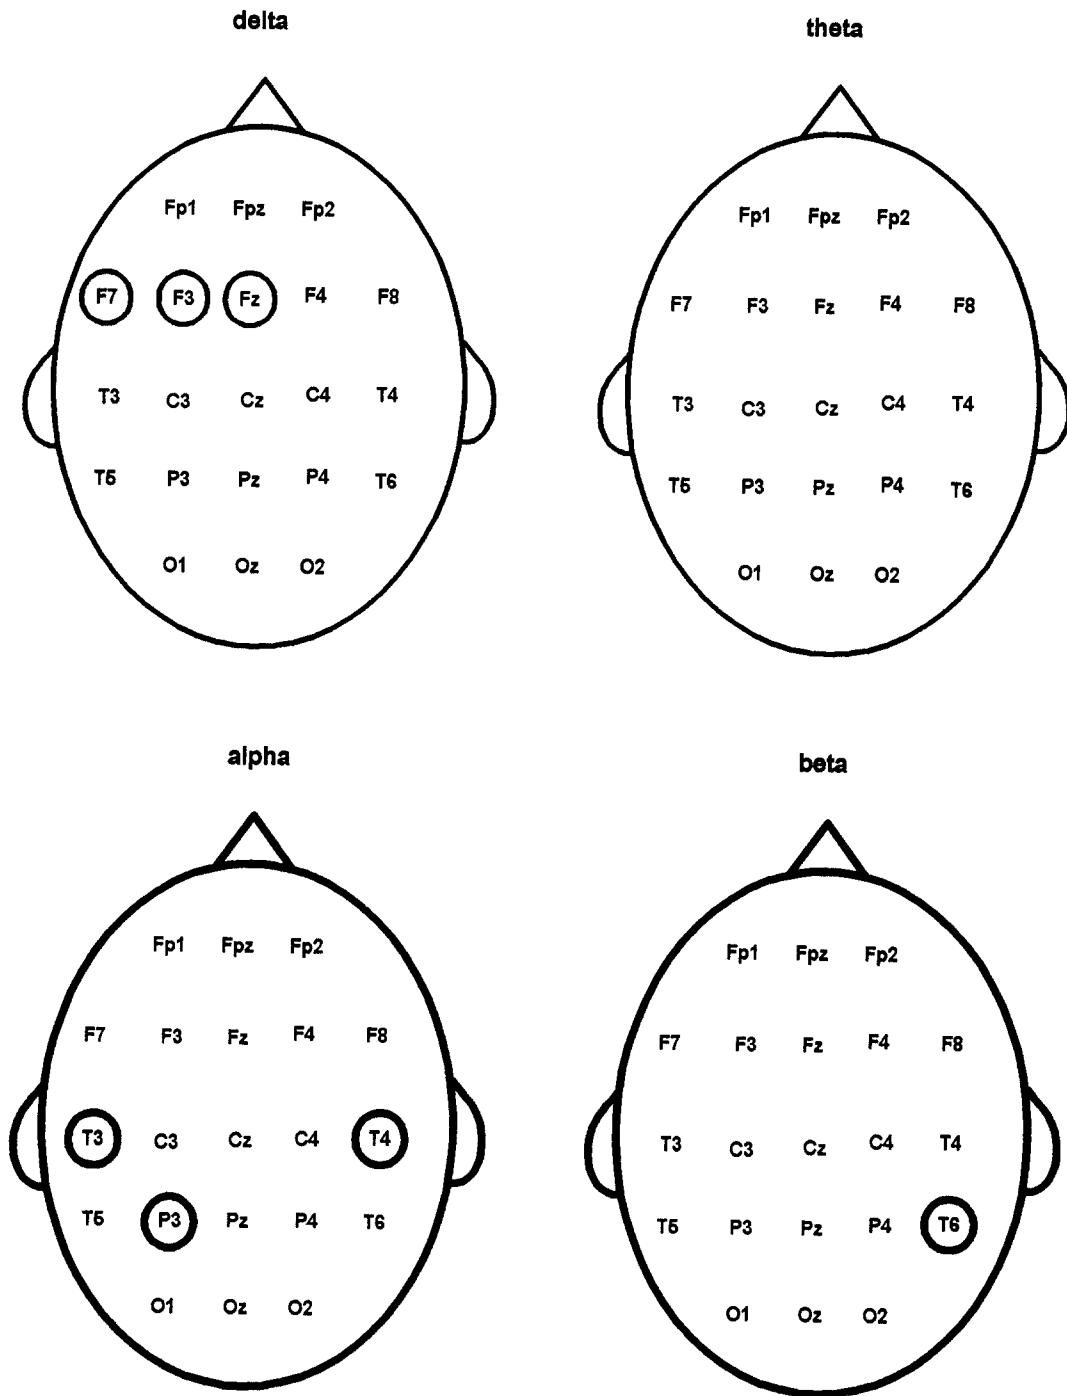 delta
Fp1 Fpz Fp2
F7 F3 Fz F4 F8
T3 C3 Cz C4 T4
T5 P3 Pz P4 T6
O1 Oz O2
theta
Fp1 Fpz Fp2
F7 F3 Fz F4 F8
T3 C3 Cz C4 T4
T5 P3 Pz P4 T6
O1 Oz O2
alpha
Fp1 Fpz Fp2
F7 F3 Fz F4 F8
T3 C3 Cz C4 T4
T5 P3 Pz P4 T6
O1 Oz O2
beta
Fp1 Fpz Fp2
F7 F3 Fz F4 F8
T3 C3 Cz C4 T4
T5 P3 Pz P4 T6
O1 Oz O2